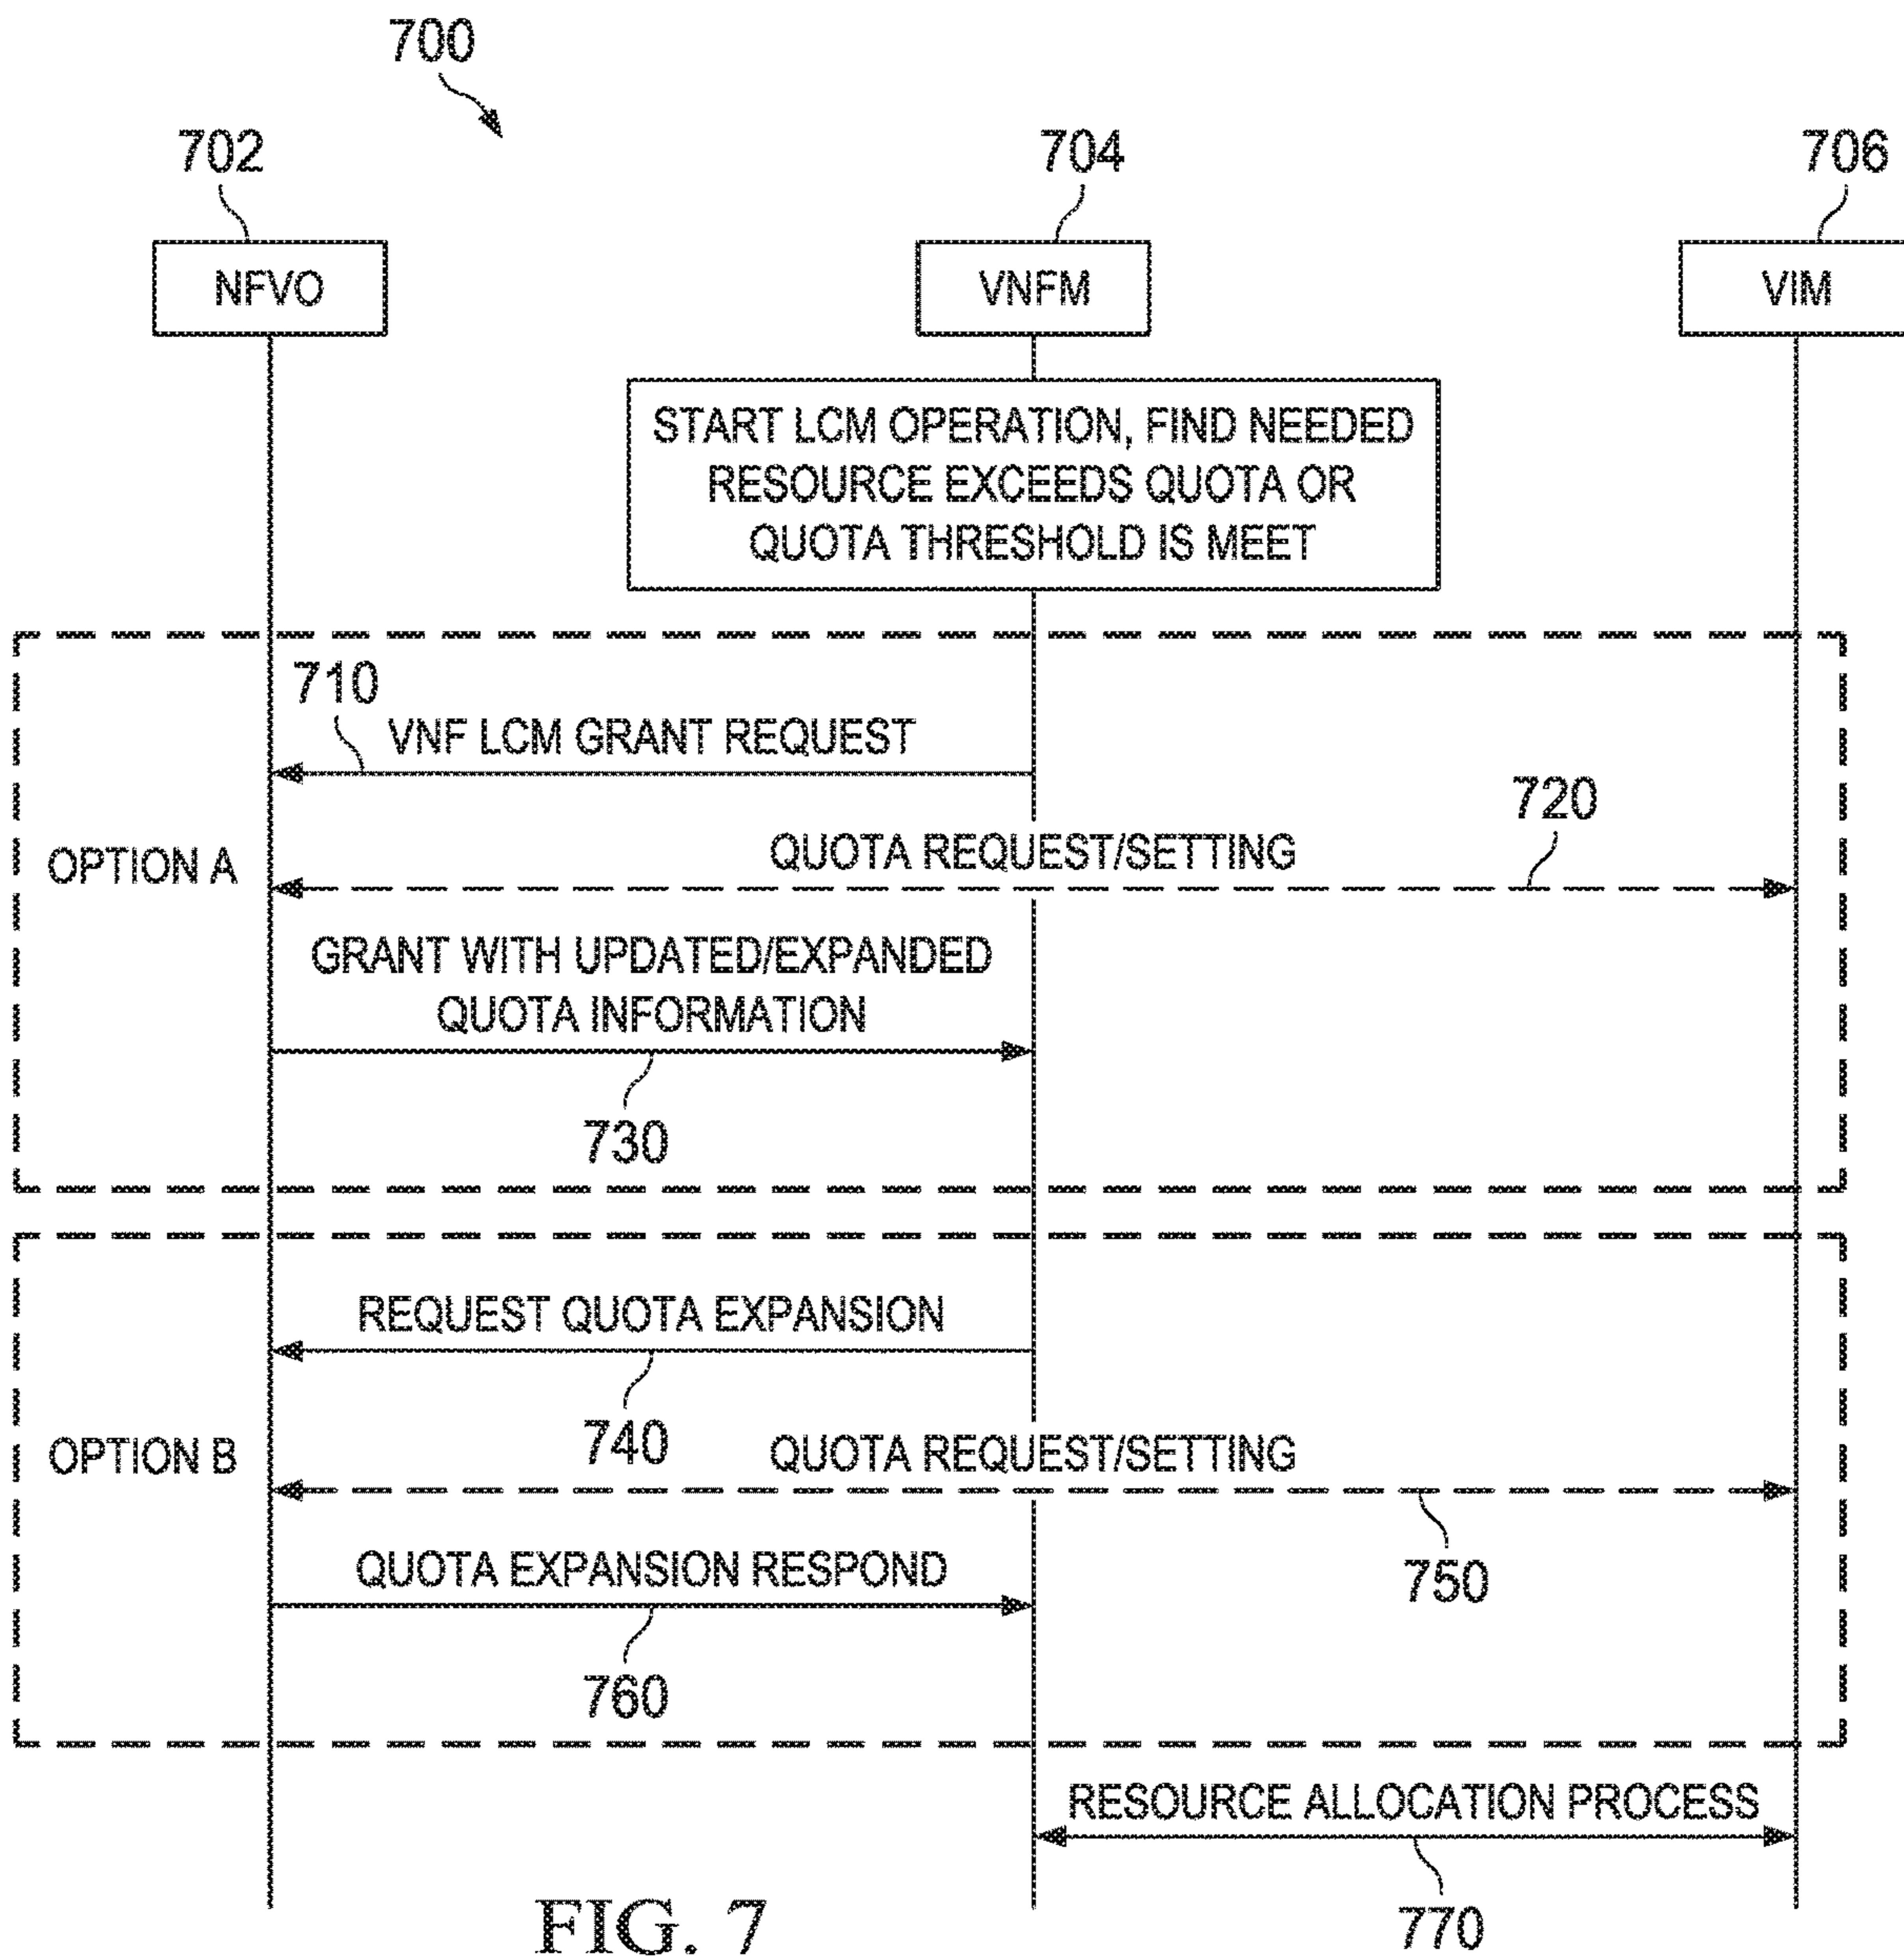 700
702
704
706
NFVO
VNFM
VIM
START LCM OPERATION, FIND NEEDED
RESOURCE EXCEEDS QUOTA OR
QUOTA THRESHOLD IS MEET
710
VNF LCM GRANT REQUEST
720
QUOTA REQUEST/SETTING
OPTION A
GRANT WITH UPDATED/EXPANDED
QUOTA INFORMATION
730
REQUEST QUOTA EXPANSION
740
QUOTA REQUEST/SETTING
OPTION B
750
QUOTA EXPANSION RESPOND
760
RESOURCE ALLOCATION PROCESS
770
FIG. 7